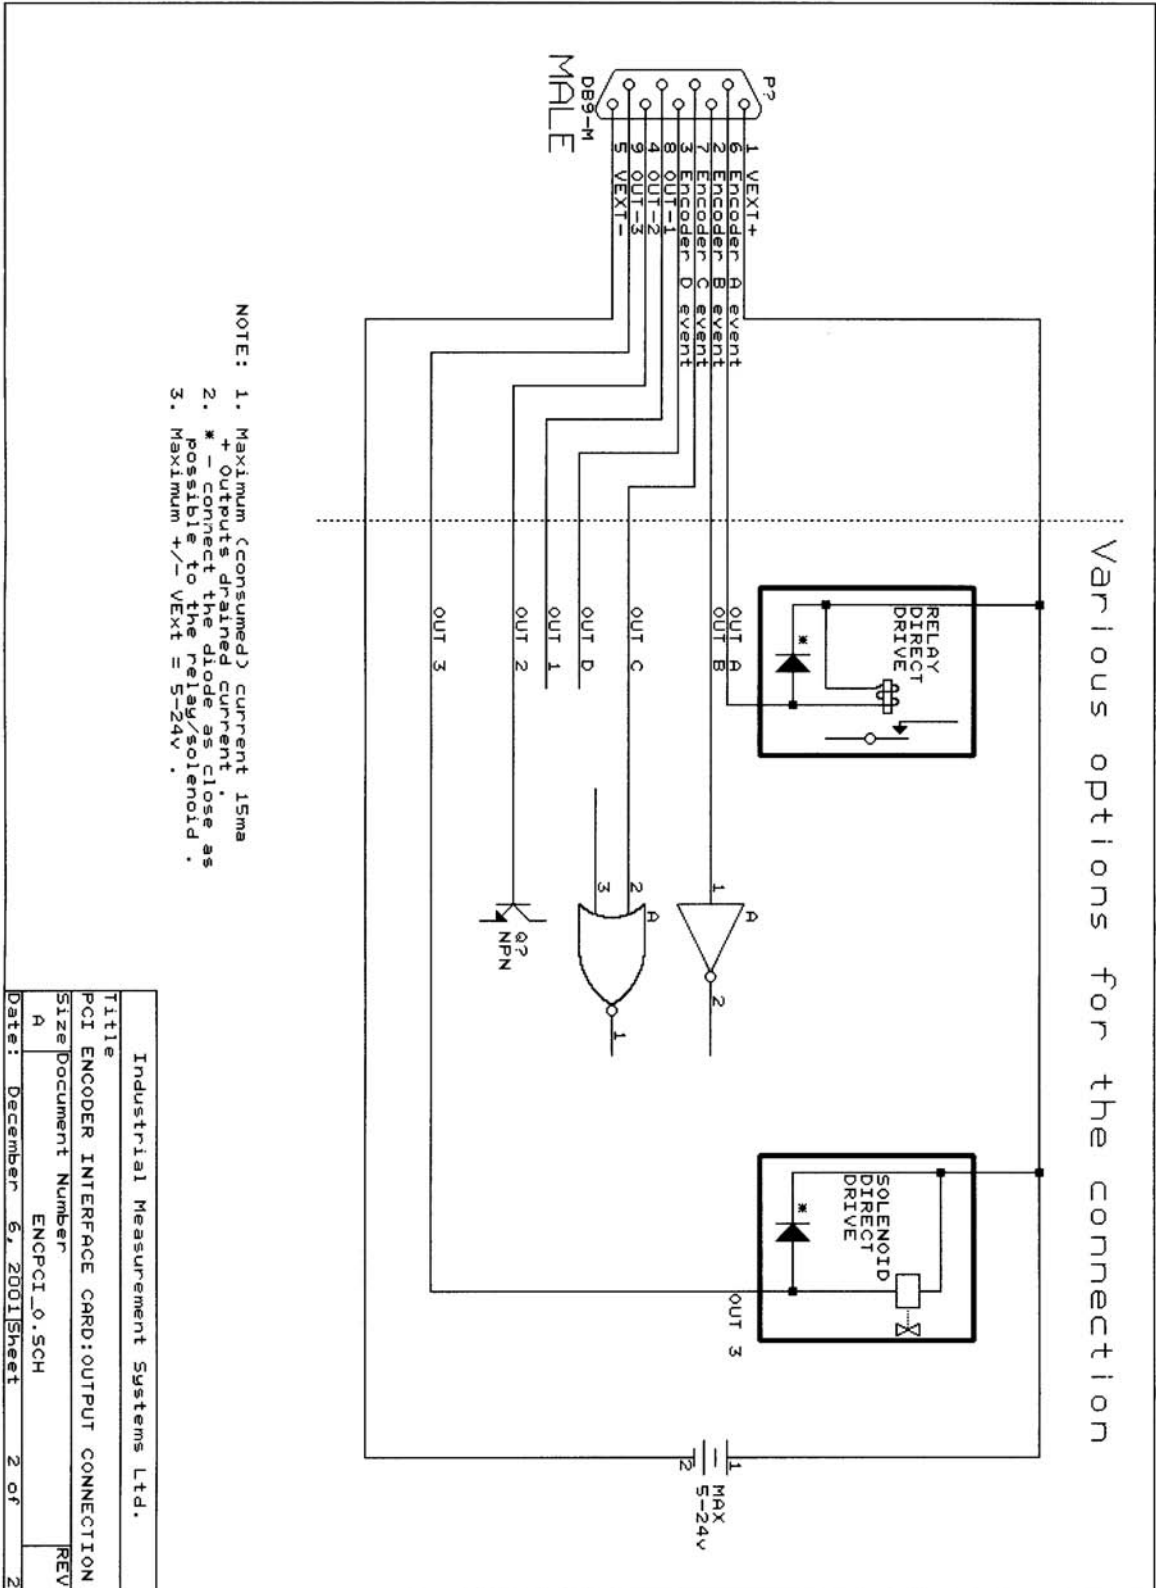 Various options for the connection
P?
DB9-M
MALE
1 VEXT+
6 Encoder A event
2 Encoder B event
7 Encoder C event
3 Encoder D event
8 OUT-1
4 OUT-2
9 OUT-3
5 VEXT-
RELAY
DIRECT
DRIVE
*
OUT A
OUT B
OUT C
OUT D
OUT 1
OUT 2
OUT 3
A
1
2
A
2
3
1
Q?
NPN
SOLENOID
DIRECT
DRIVE
*
OUT 3
1
2
MAX
5-24v
NOTE: 1. Maximum (consumed) current 15ma
+ Outputs drained current .
2. * - connect the diode as close as
possible to the relay/solenoid .
3. Maximum +/- VExt = 5-24v .
Industrial Measurement Systems Ltd.
Title
PCI ENCODER INTERFACE CARD:OUTPUT CONNECTION
Size Document Number REV
A ENCPCI_O.SCH
Date: December 6, 2001 Sheet 2 of 2